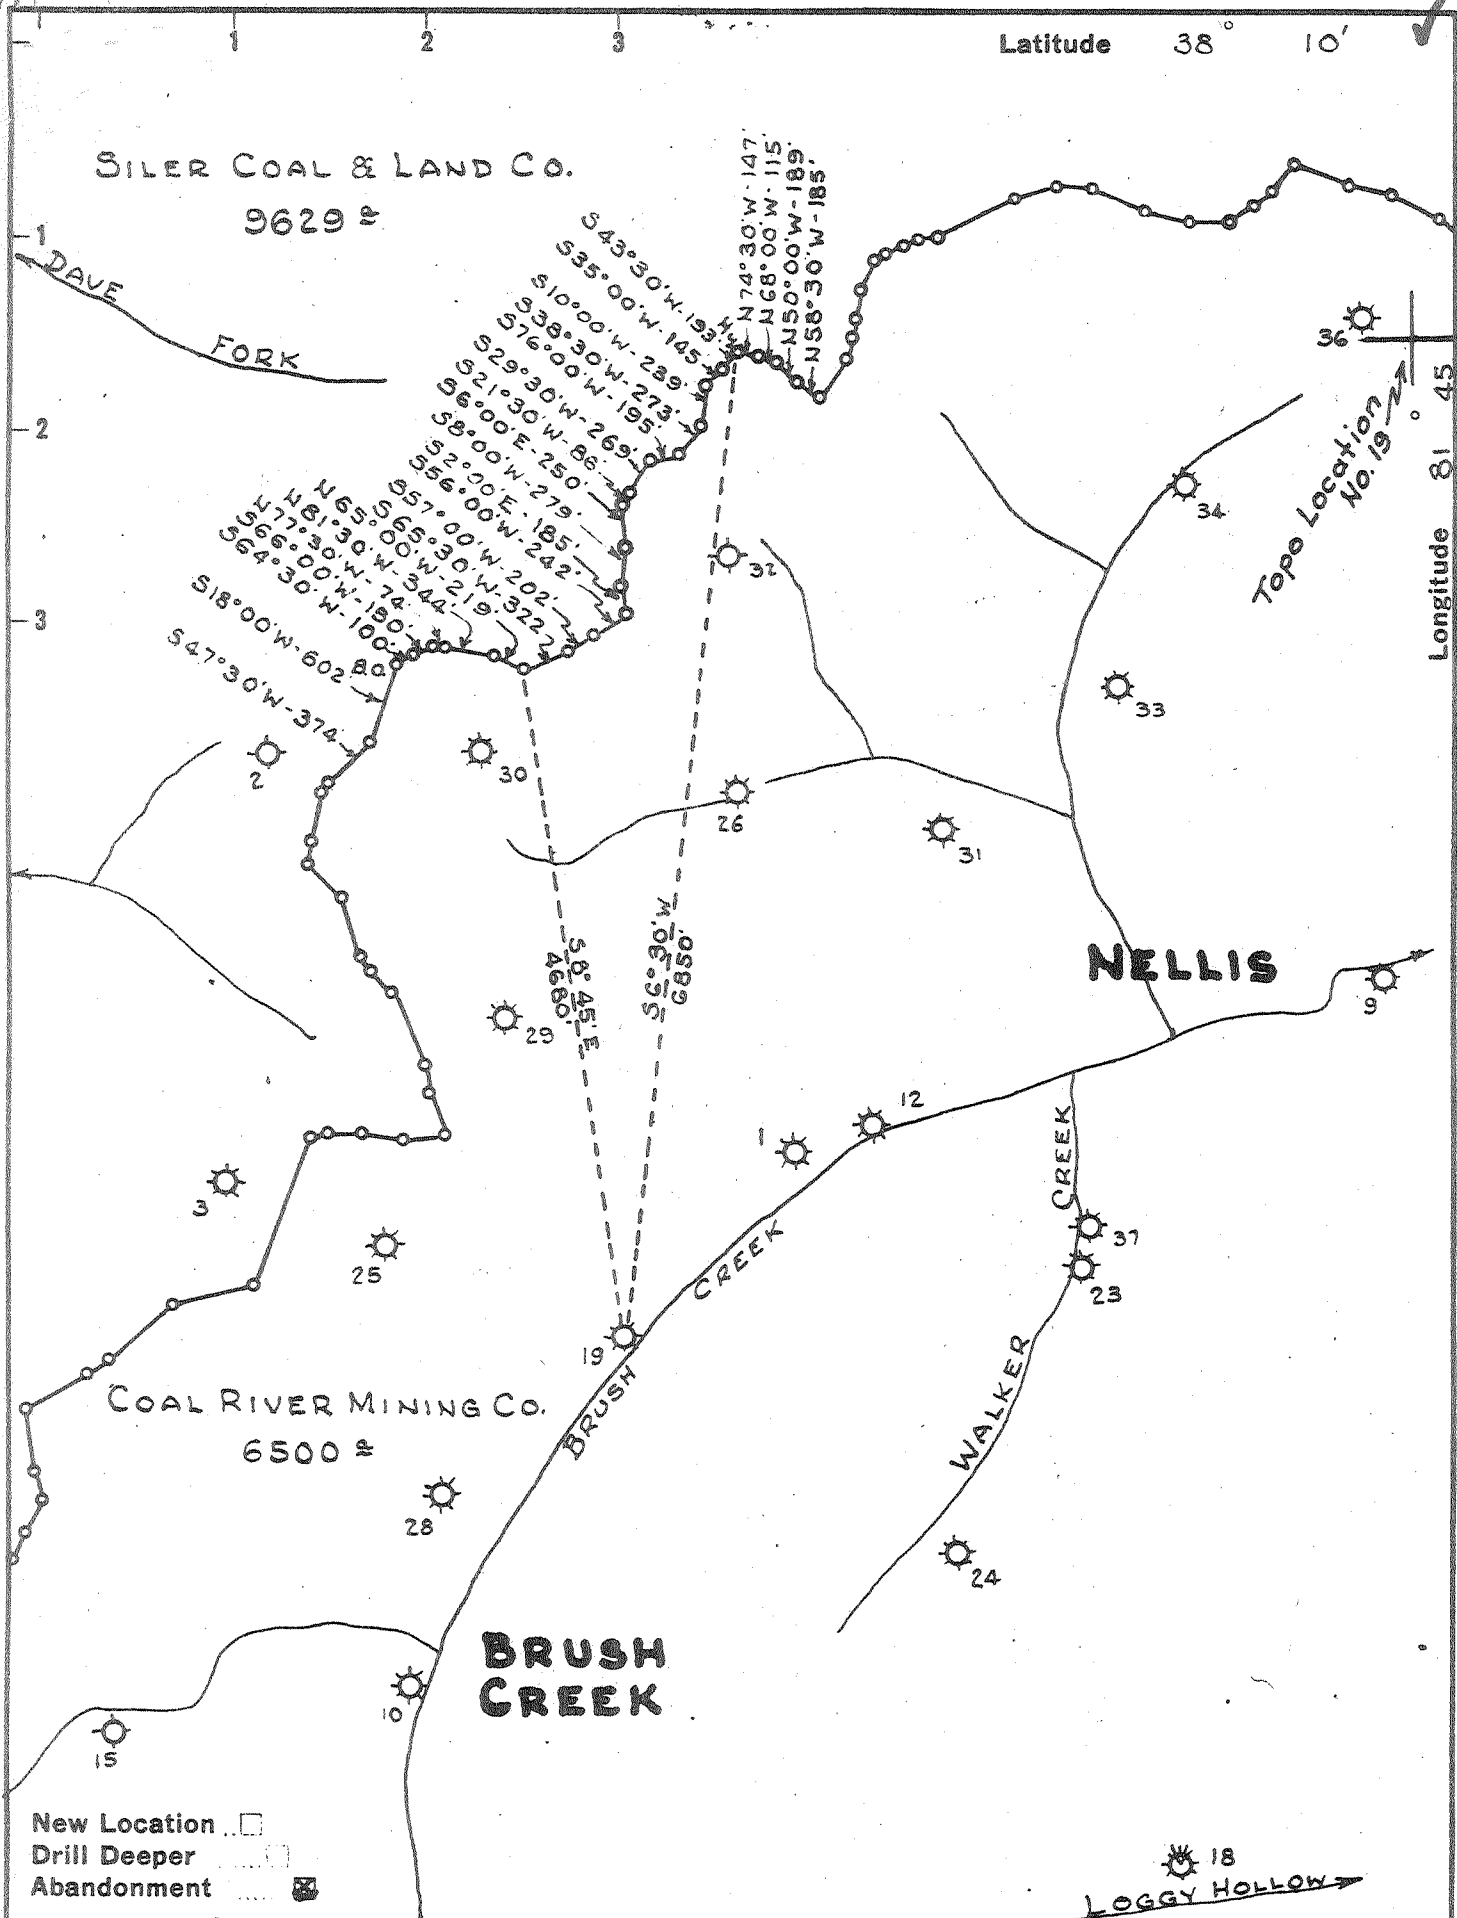 1 2 3
Latitude 38° 10'
SILER COAL & LAND CO.
9629 a
1
DAVE
FORK
N74°30'W-147'
N68°00'W-115'
N50°00'W-189'
N58°30'W-185'
S43°30'W-193'
S35°00'W-145'
S10°00'W-239'
S38°30'W-273'
S76°00'W-195'
S29°30'W-269'
S21°30'W-86'
S6°00'E-250'
S8°00'W-279'
S2°00'E-185'
S56°00'W-242'
S57°00'W-202'
S65°30'W-322'
N65°00'W-219'
N81°30'W-344'
N77°30'W-74'
S66°00'W-180'
S64°30'W-100'
S18°00'W-602'
S47°30'W-374'
B.O.
36
Longitude 81° 45
Topo Location
No. 19
2
34
32
3
33
2
30
26
31
NELLIS
9
S8°45'E
4680'
S6°30'W
6850'
29
12
1
CREEK
3
37
25
CREEK
23
19
WALKER
BRUSH
COAL RIVER MINING CO.
6500 a
28
24
BRUSH
CREEK
10
15
New Location
Drill Deeper
Abandonment
18
LOGGY HOLLOW